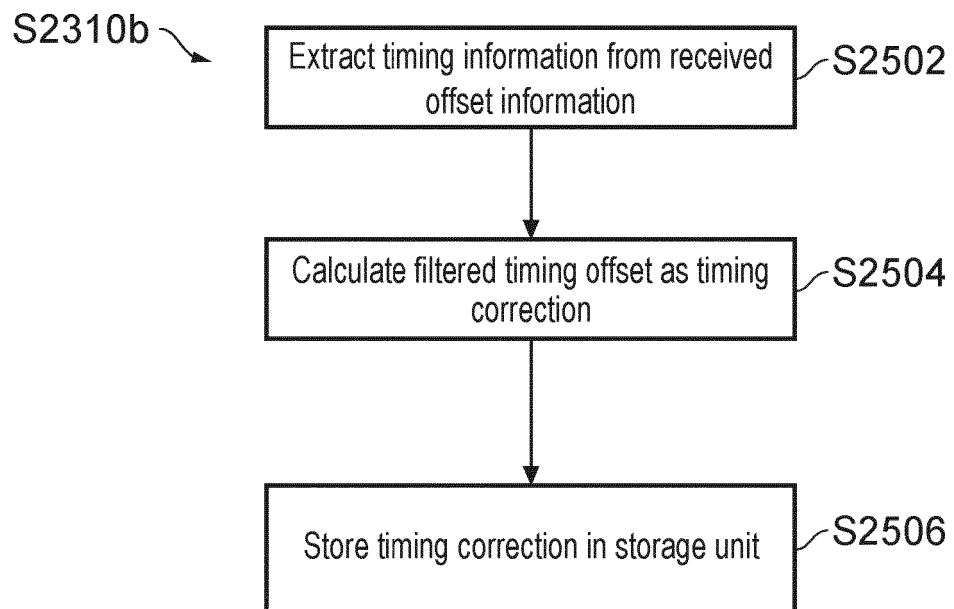 S2310b
Extract timing information from received
offset information
S2502
Calculate filtered timing offset as timing
correction
S2504
Store timing correction in storage unit
S2506